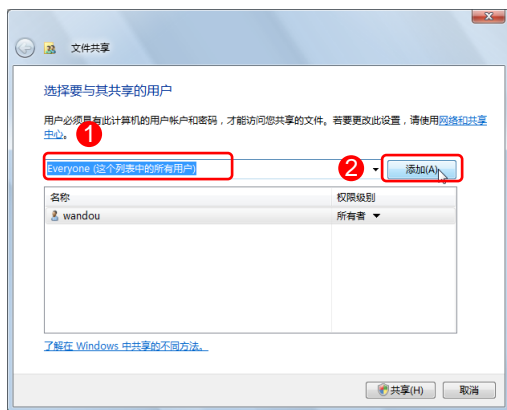 文件共享
选择要与其共享的用户
用户必须具有此计算机的用户帐户和密码，才能访问您共享的文件。若要更改此设置，请使用网络和共享
中心。
1
Everyone (这个列表中的所有用户)
2
添加(A)
名称 权限级别
wandou 所有者
了解在 Windows 中共享的不同方法。
共享(H) 取消